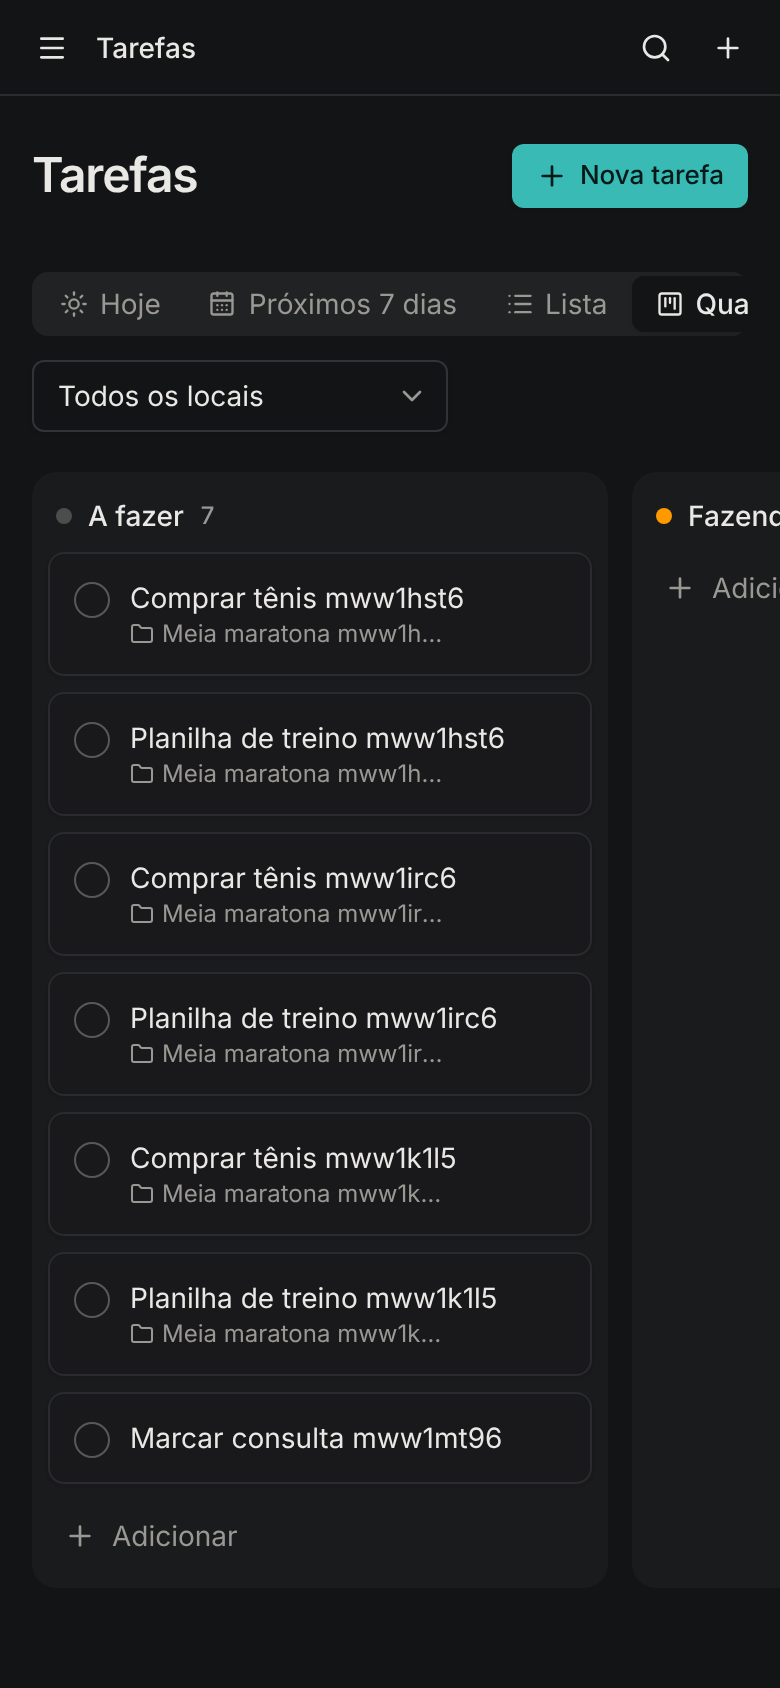 Tarefas
Tarefas
Nova tarefa
Hoje
Próximos 7 dias
Lista
Qua
Todos os locais
A fazer 7
Comprar tênis mww1hst6
Meia maratona mww1h...
Planilha de treino mww1hst6
Meia maratona mww1h...
Comprar tênis mww1irc6
Meia maratona mww1ir...
Planilha de treino mww1irc6
Meia maratona mww1ir...
Comprar tênis mww1k1l5
Meia maratona mww1k...
Planilha de treino mww1k1l5
Meia maratona mww1k...
Marcar consulta mww1mt96
Adicionar
Fazend
Adici